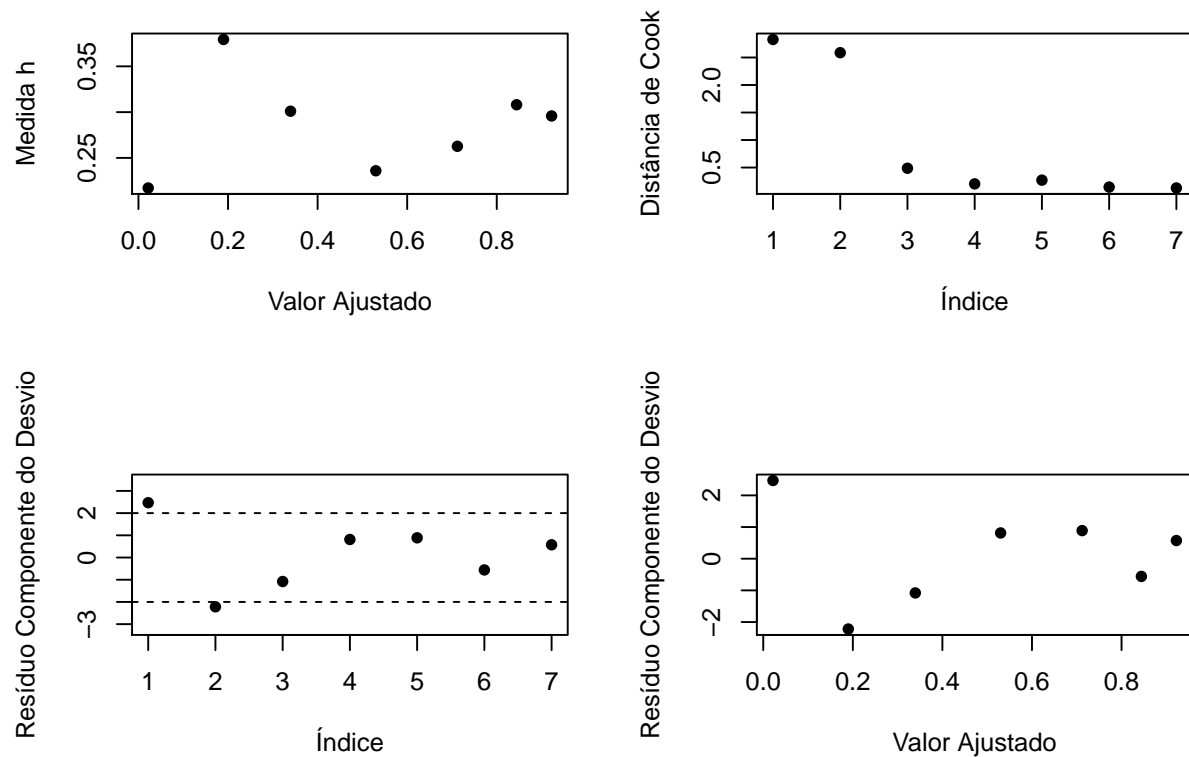 Medida h
0.25 0.35
0.0 0.2 0.4 0.6 0.8
Valor Ajustado
Distância de Cook
0.5 2.0
1 2 3 4 5 6 7
Índice
Resíduo Componente do Desvio
−3 0 2
1 2 3 4 5 6 7
Índice
Resíduo Componente do Desvio
−2 0 2
0.0 0.2 0.4 0.6 0.8
Valor Ajustado